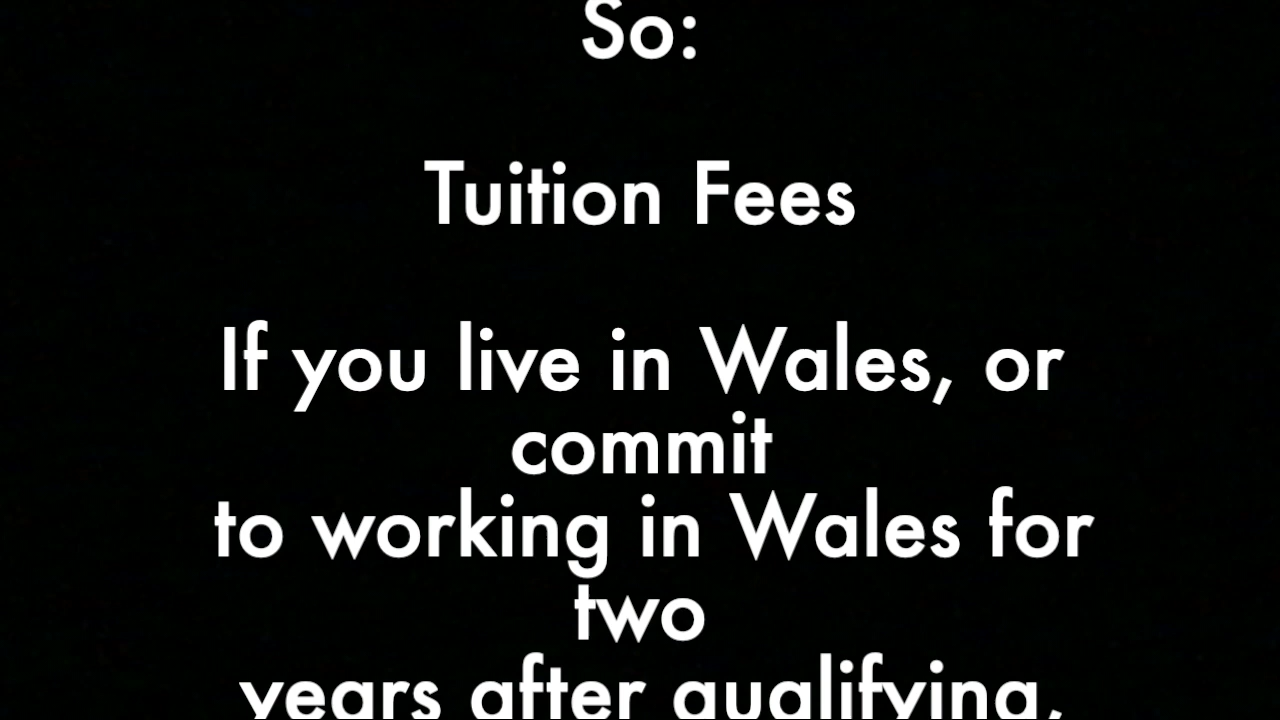 So:
Tuition Fees
If you live in Wales, or
commit
to working in Wales for
two
years after qualifying,